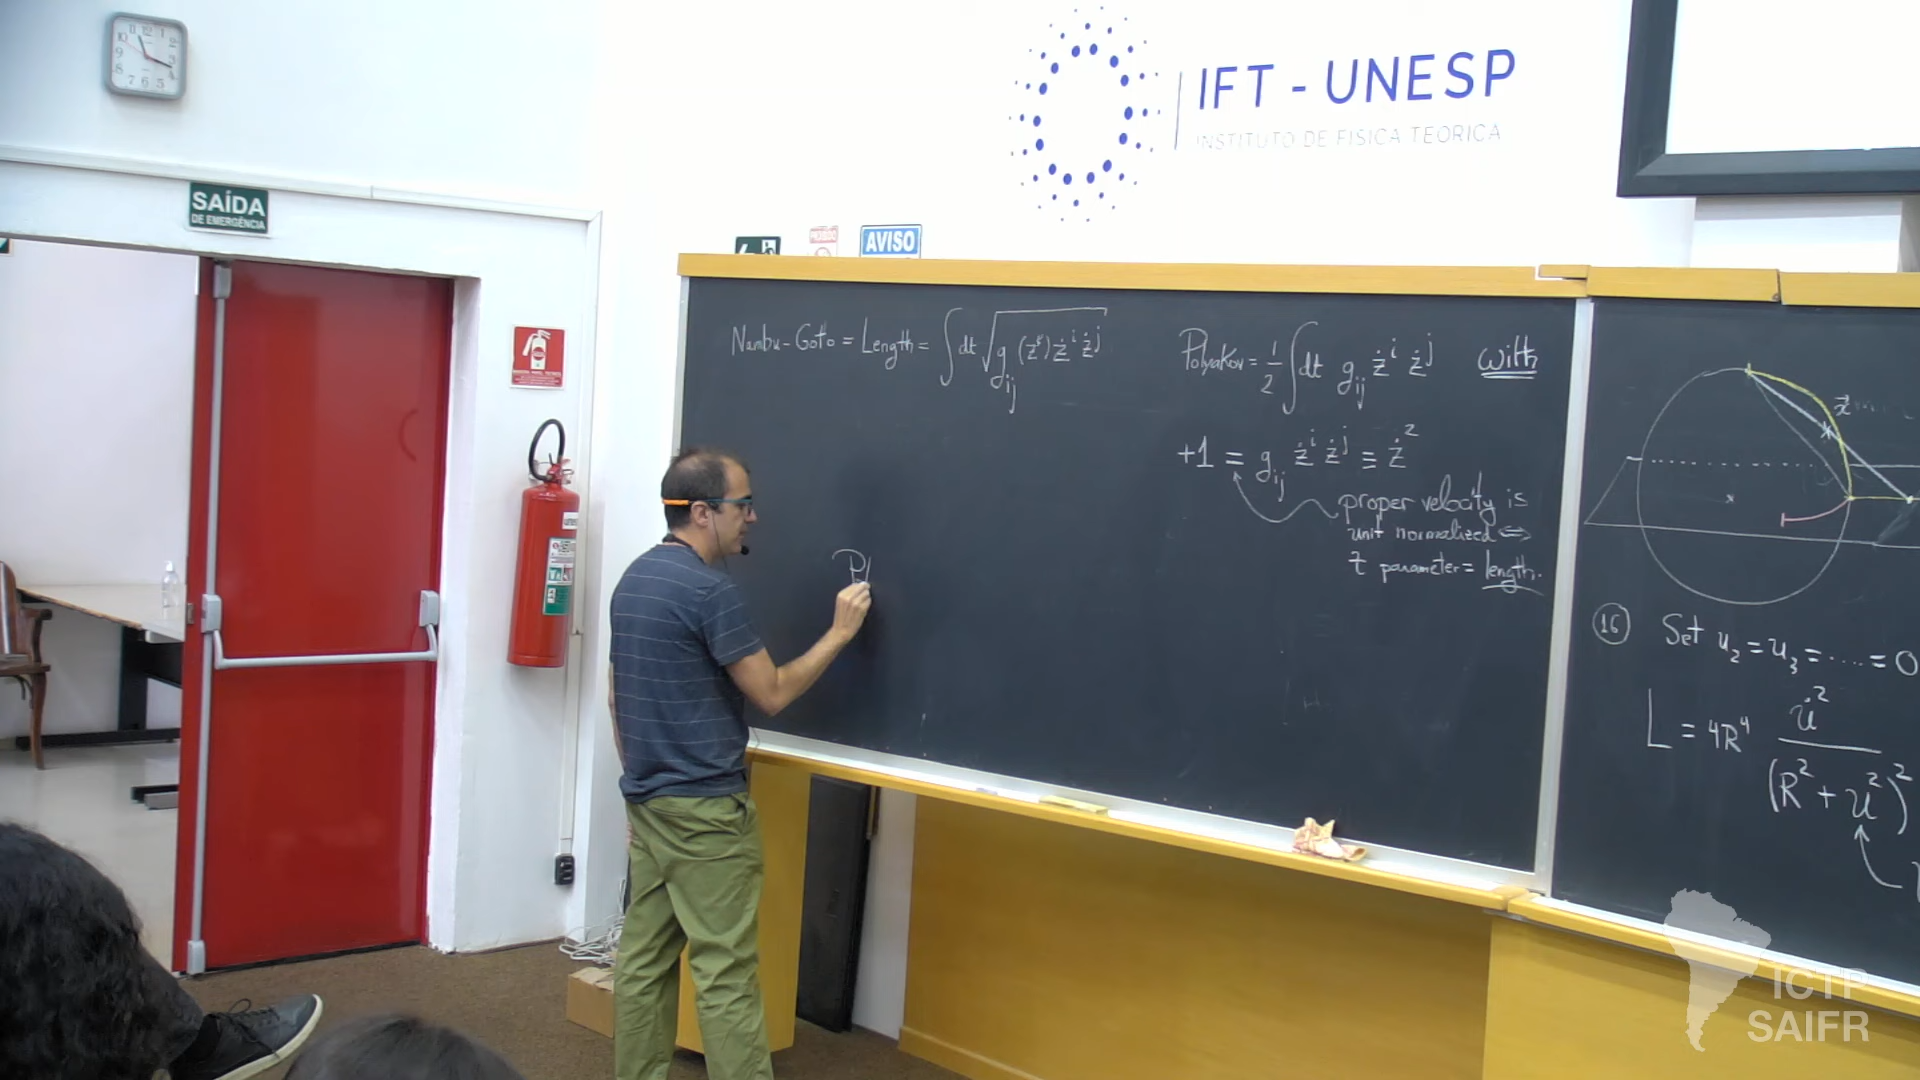 IFT - UNESP
INSTITUTO DE FISICA TEORICA
SAÍDA
DE EMERGÊNCIA
AVISO
Nambu-Goto = Length = ∫dt √(g_ij(z^k) ż^i ż^j)
Polyakov = 1/2 ∫dt g_ij ż^i ż^j with
+1 = g_ij ż^i ż^j ≡ ż^2
proper velocity is
unit normalized ⇔
t parameter = length.
16 Set u_2 = u_3 = .... = 0
L = 4R^4 u̇^2 / (R^2 + u^2)^2
ICTP
SAIFR